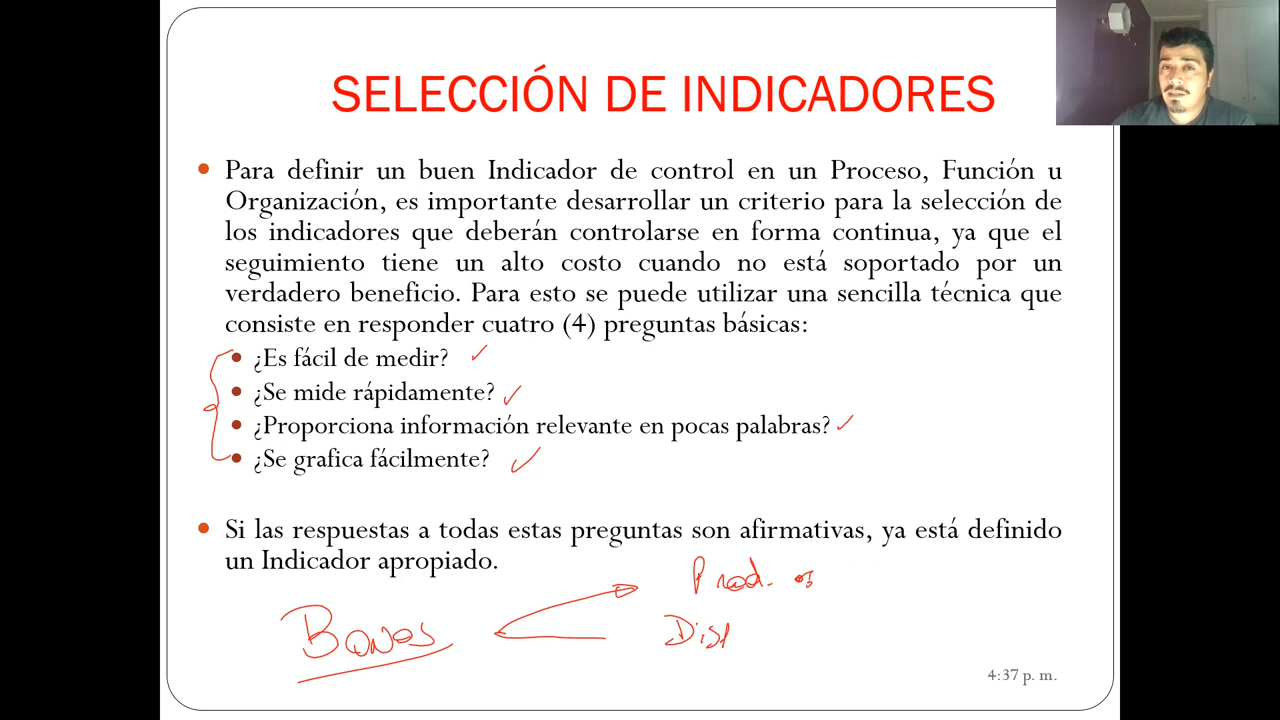 SELECCIÓN DE INDICADORES
Para definir un buen Indicador de control en un Proceso, Función u
Organización, es importante desarrollar un criterio para la selección de
los indicadores que deberán controlarse en forma continua, ya que el
seguimiento tiene un alto costo cuando no está soportado por un
verdadero beneficio. Para esto se puede utilizar una sencilla técnica que
consiste en responder cuatro (4) preguntas básicas:
¿Es fácil de medir?
¿Se mide rápidamente?
¿Proporciona información relevante en pocas palabras?
¿Se grafica fácilmente?
Si las respuestas a todas estas preguntas son afirmativas, ya está definido
un Indicador apropiado.
Prod.
Disp
4:37 p. m.